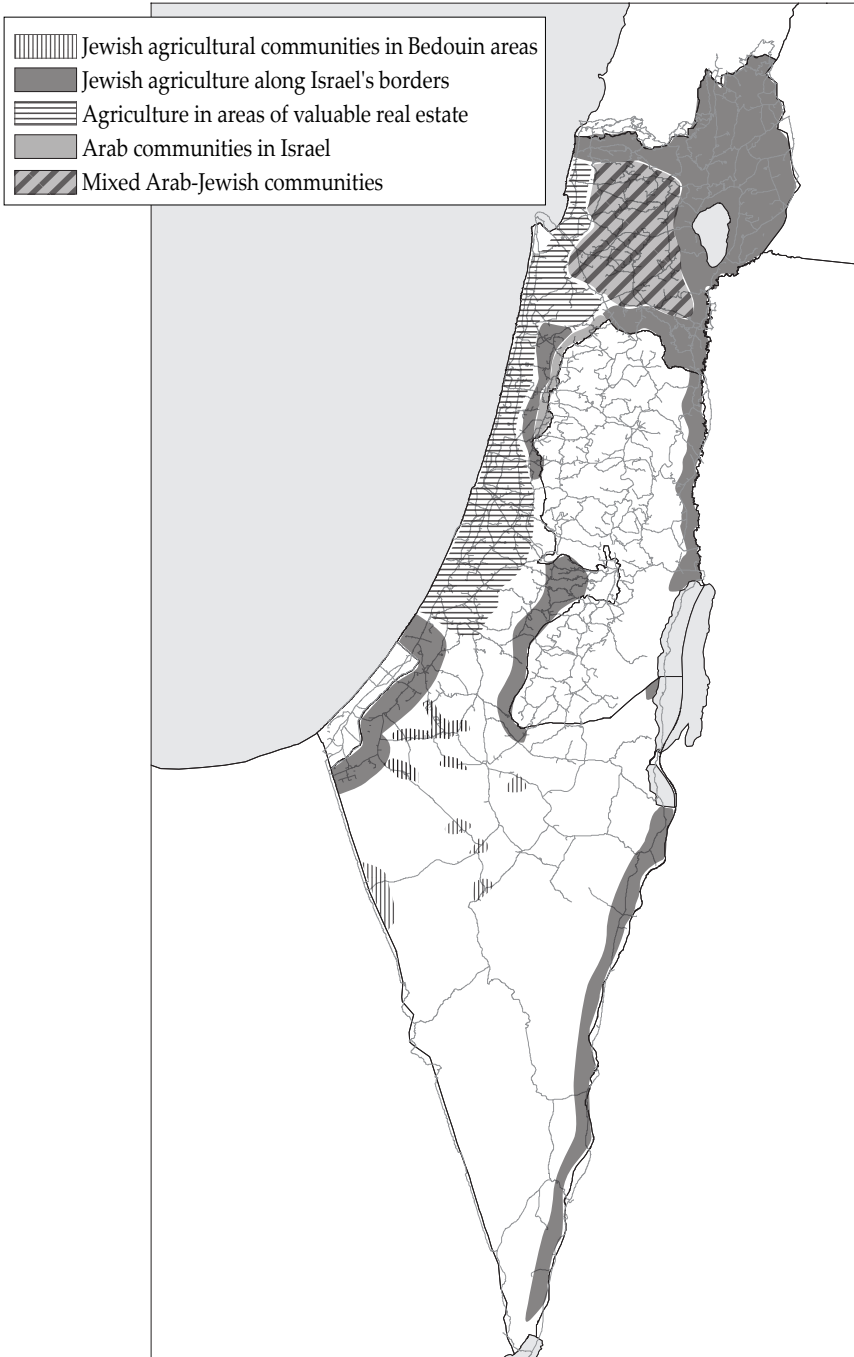 Jewish agricultural communities in Bedouin areas
Jewish agriculture along Israel's borders
Agriculture in areas of valuable real estate
Arab communities in Israel
Mixed Arab-Jewish communities